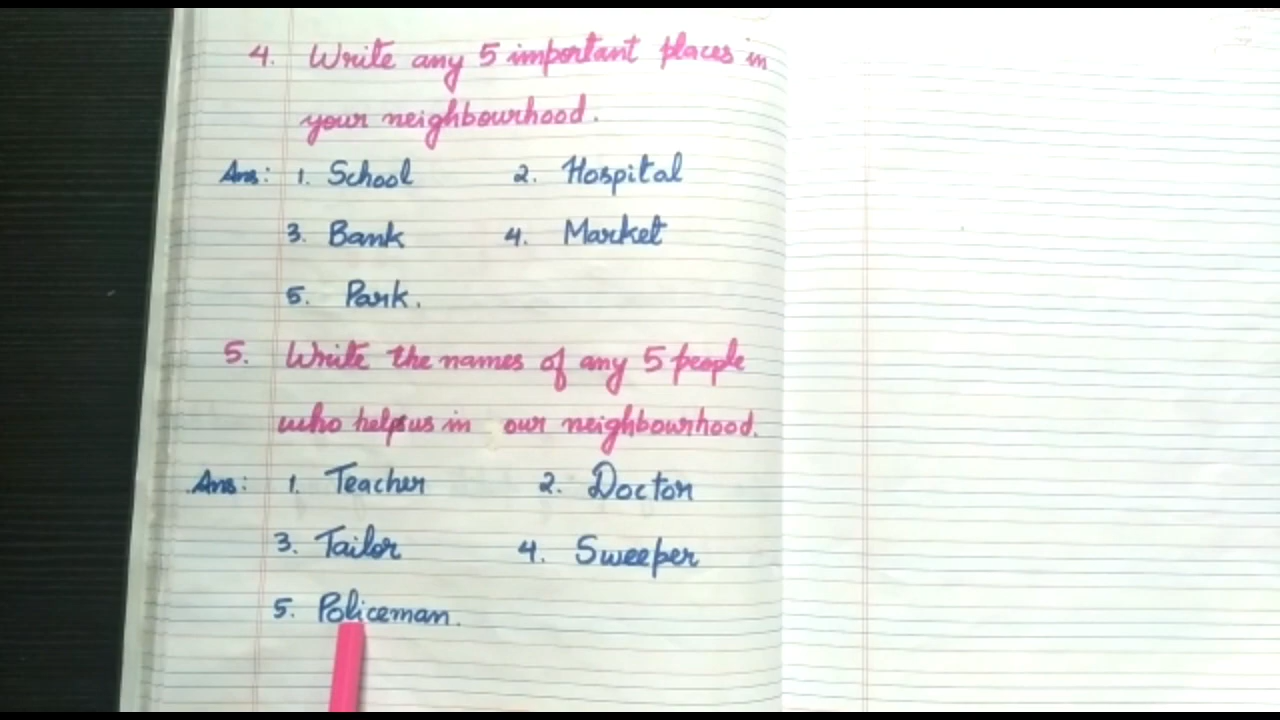 4. Write any 5 important places in
your neighbourhood.
Ans: 1. School 2. Hospital
3. Bank 4. Market
5. Park.
5. Write the names of any 5 people
who helps us in our neighbourhood.
Ans: 1. Teacher 2. Doctor
3. Tailor 4. Sweeper
5. Policeman.